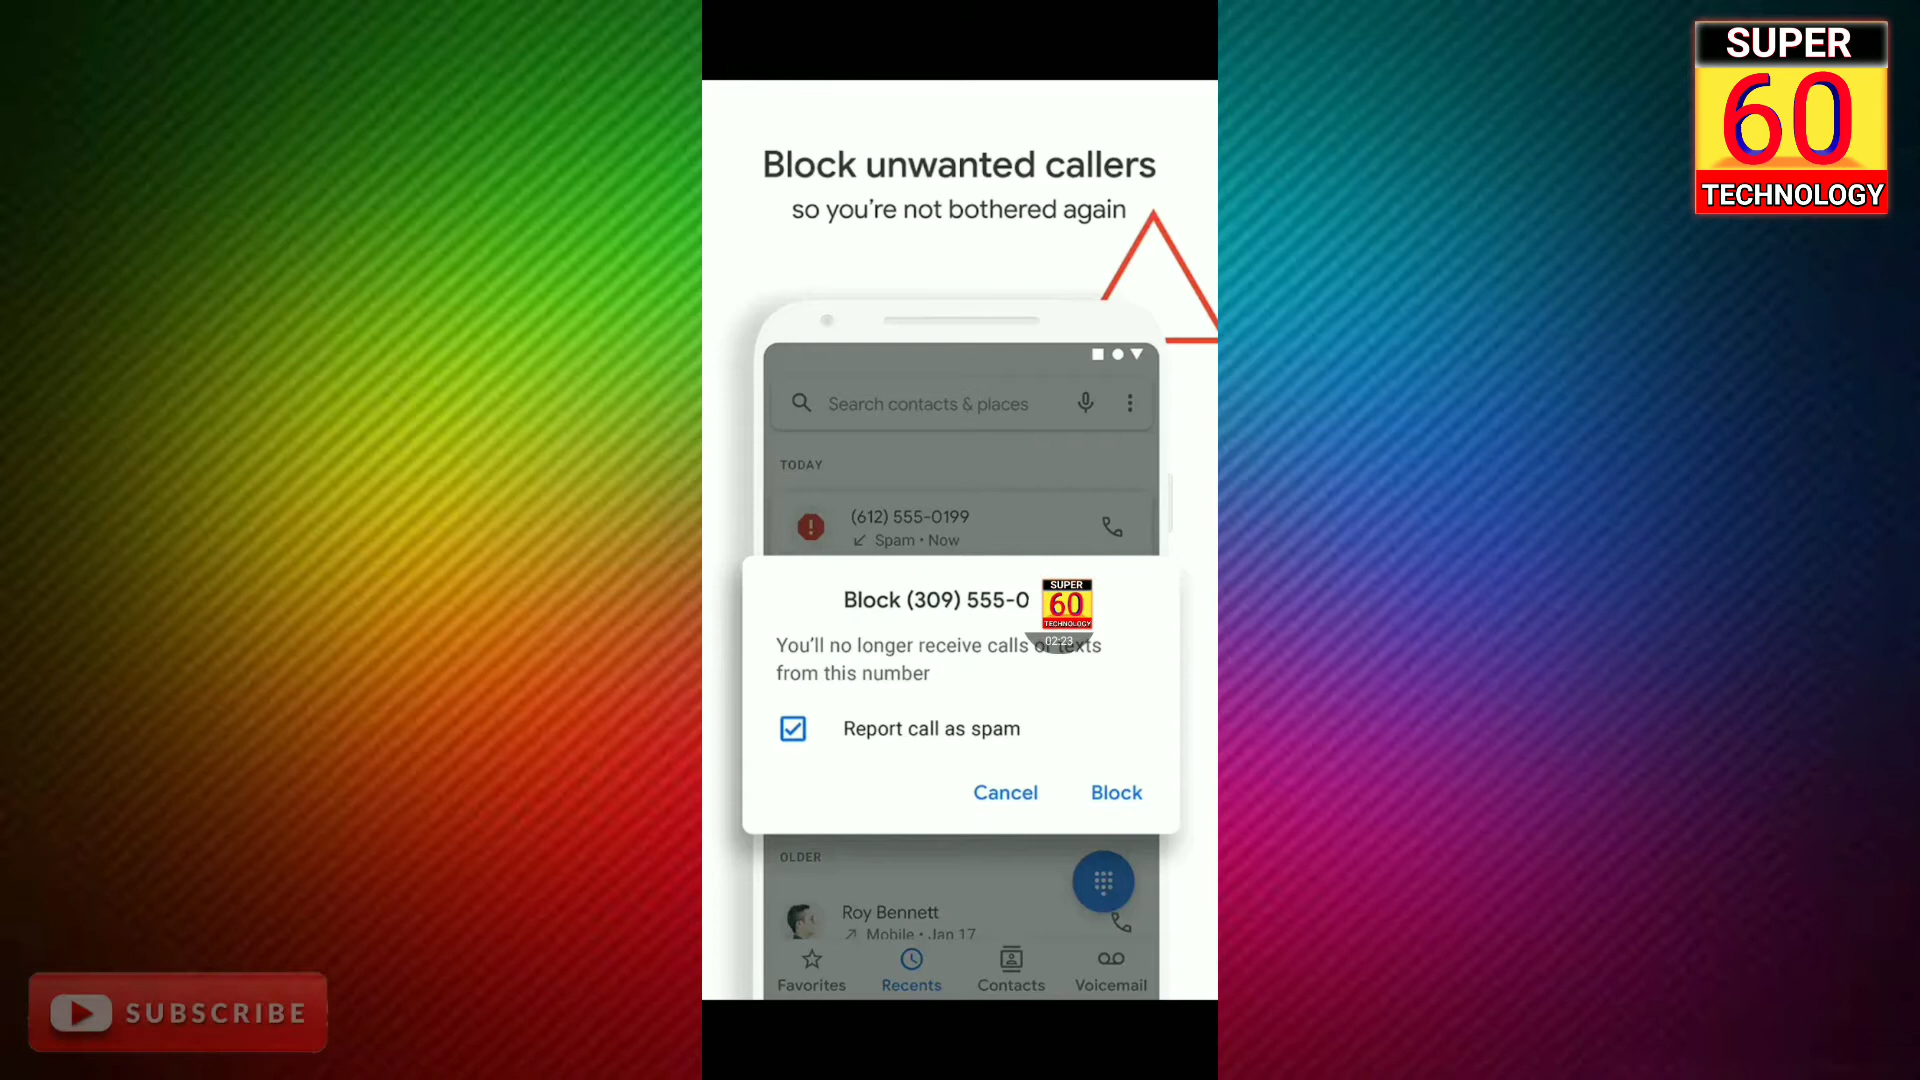 SUPER
60
TECHNOLOGY
Block unwanted callers
so you're not bothered again
Search contacts & places
TODAY
(612) 555-0199
Spam • Now
Block (309) 555-0
SUPER
60
TECHNOLOGY
02:23
You'll no longer receive calls or texts
from this number
Report call as spam
Cancel Block
OLDER
Roy Bennett
Mobile • Jan 17
Favorites Recents Contacts Voicemail
SUBSCRIBE